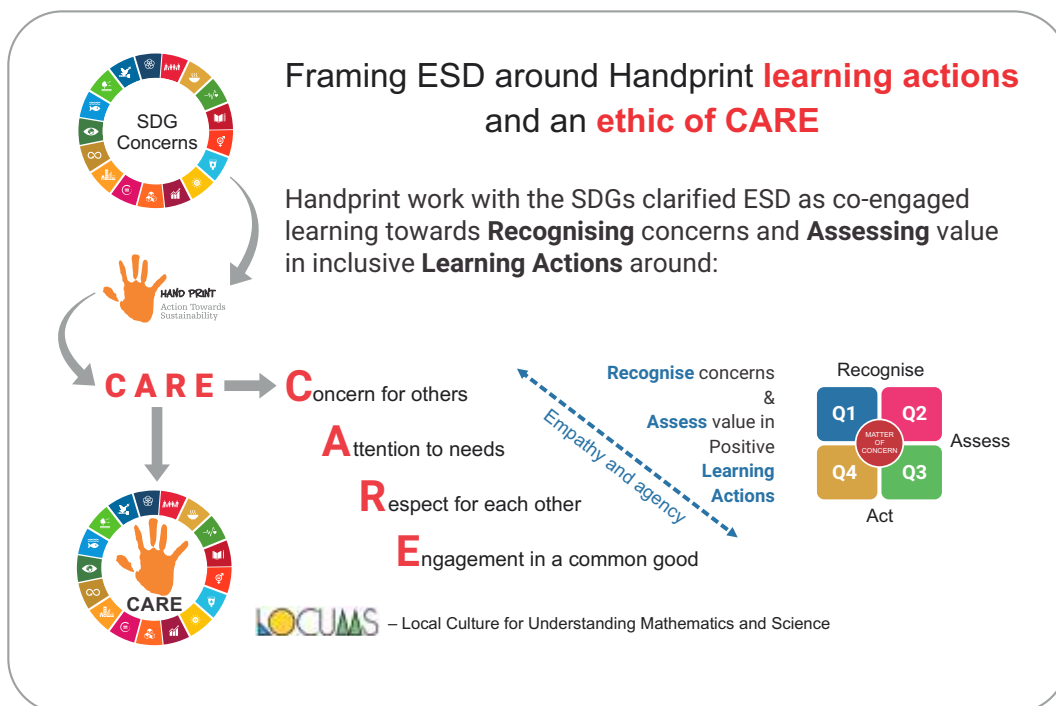 SDG
Concerns
Framing ESD around Handprint learning actions
and an ethic of CARE
Handprint work with the SDGs clarified ESD as co-engaged
learning towards Recognising concerns and Assessing value
in inclusive Learning Actions around:
HAND PRINT
Action Towards
Sustainability
C A R E
Concern for others
Attention to needs
Respect for each other
Engagement in a common good
Empathy and agency
Recognise concerns
&
Assess value in
Positive
Learning
Actions
Recognise
Q1
Q2
MATTER
OF
CONCERN
Assess
Q4
Q3
Act
CARE
LOCUMS – Local Culture for Understanding Mathematics and Science